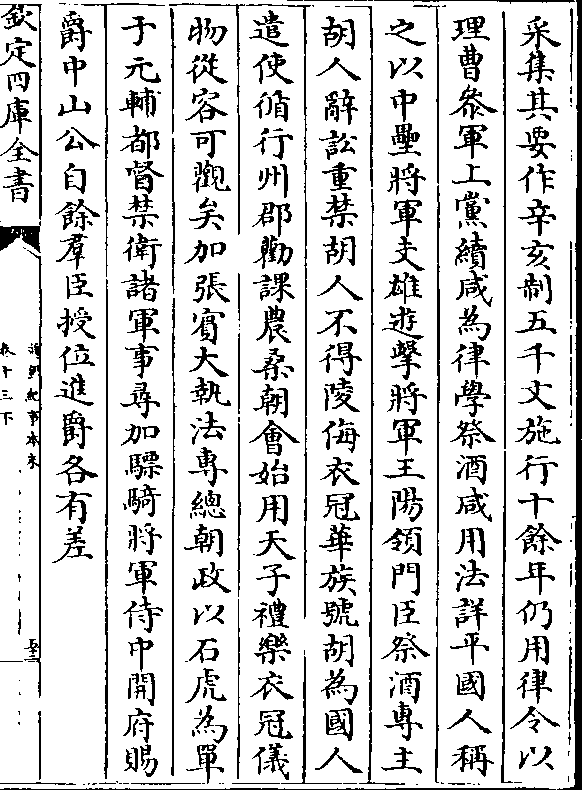 采集其要作辛亥制五千文施行十餘年仍用律令以
理曹叅軍上黨續咸為律學祭酒咸用法詳平國人稱
之以中壘將軍支雄遊擊將軍王陽領門臣祭酒專主
胡人辭訟重禁胡人不得陵侮衣冠華族號胡為國人
遣使循行州郡勸課農桑朝會始用天子禮樂衣冠儀
物從容可觀矣加張賓大執法專總朝政以石虎為單
于元輔都督禁衛諸軍事尋加驃騎將軍侍中開府賜
爵中山公自餘羣臣授位進爵各有差
欽定四庫全書
卷十三下